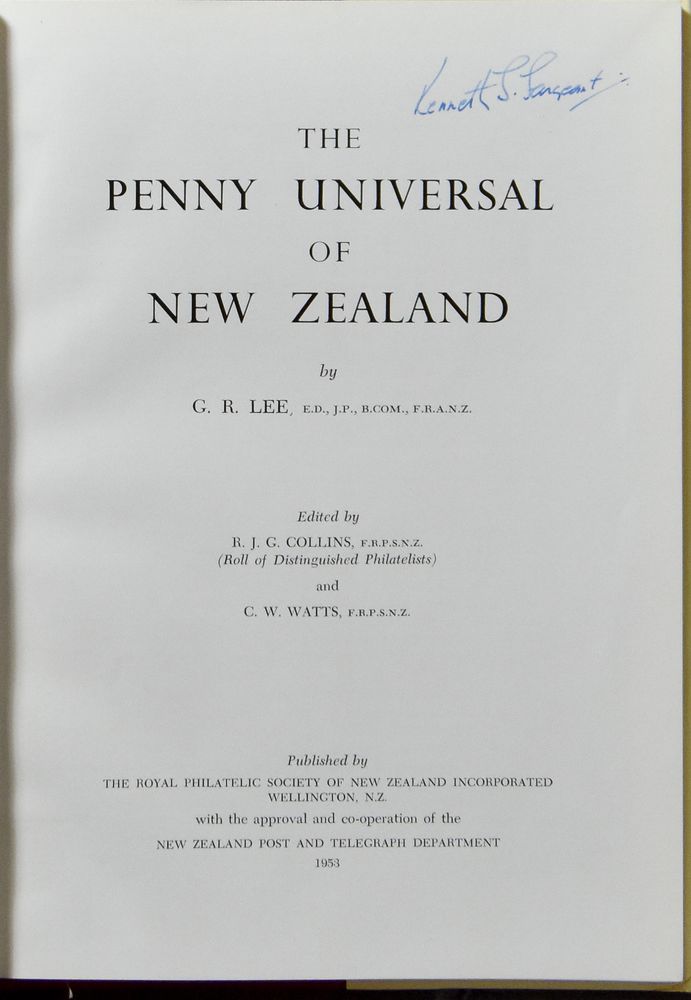 Kenneth S. Sargeant
THE
PENNY UNIVERSAL
OF
NEW ZEALAND
by
G. R. LEE, E.D., J.P., B.COM., F.R.A.N.Z.
Edited by
R. J. G. COLLINS, F.R.P.S.N.Z.
(Roll of Distinguished Philatelists)
and
C. W. WATTS, F.R.P.S.N.Z.
Published by
THE ROYAL PHILATELIC SOCIETY OF NEW ZEALAND INCORPORATED
WELLINGTON, N.Z.
with the approval and co-operation of the
NEW ZEALAND POST AND TELEGRAPH DEPARTMENT
1953